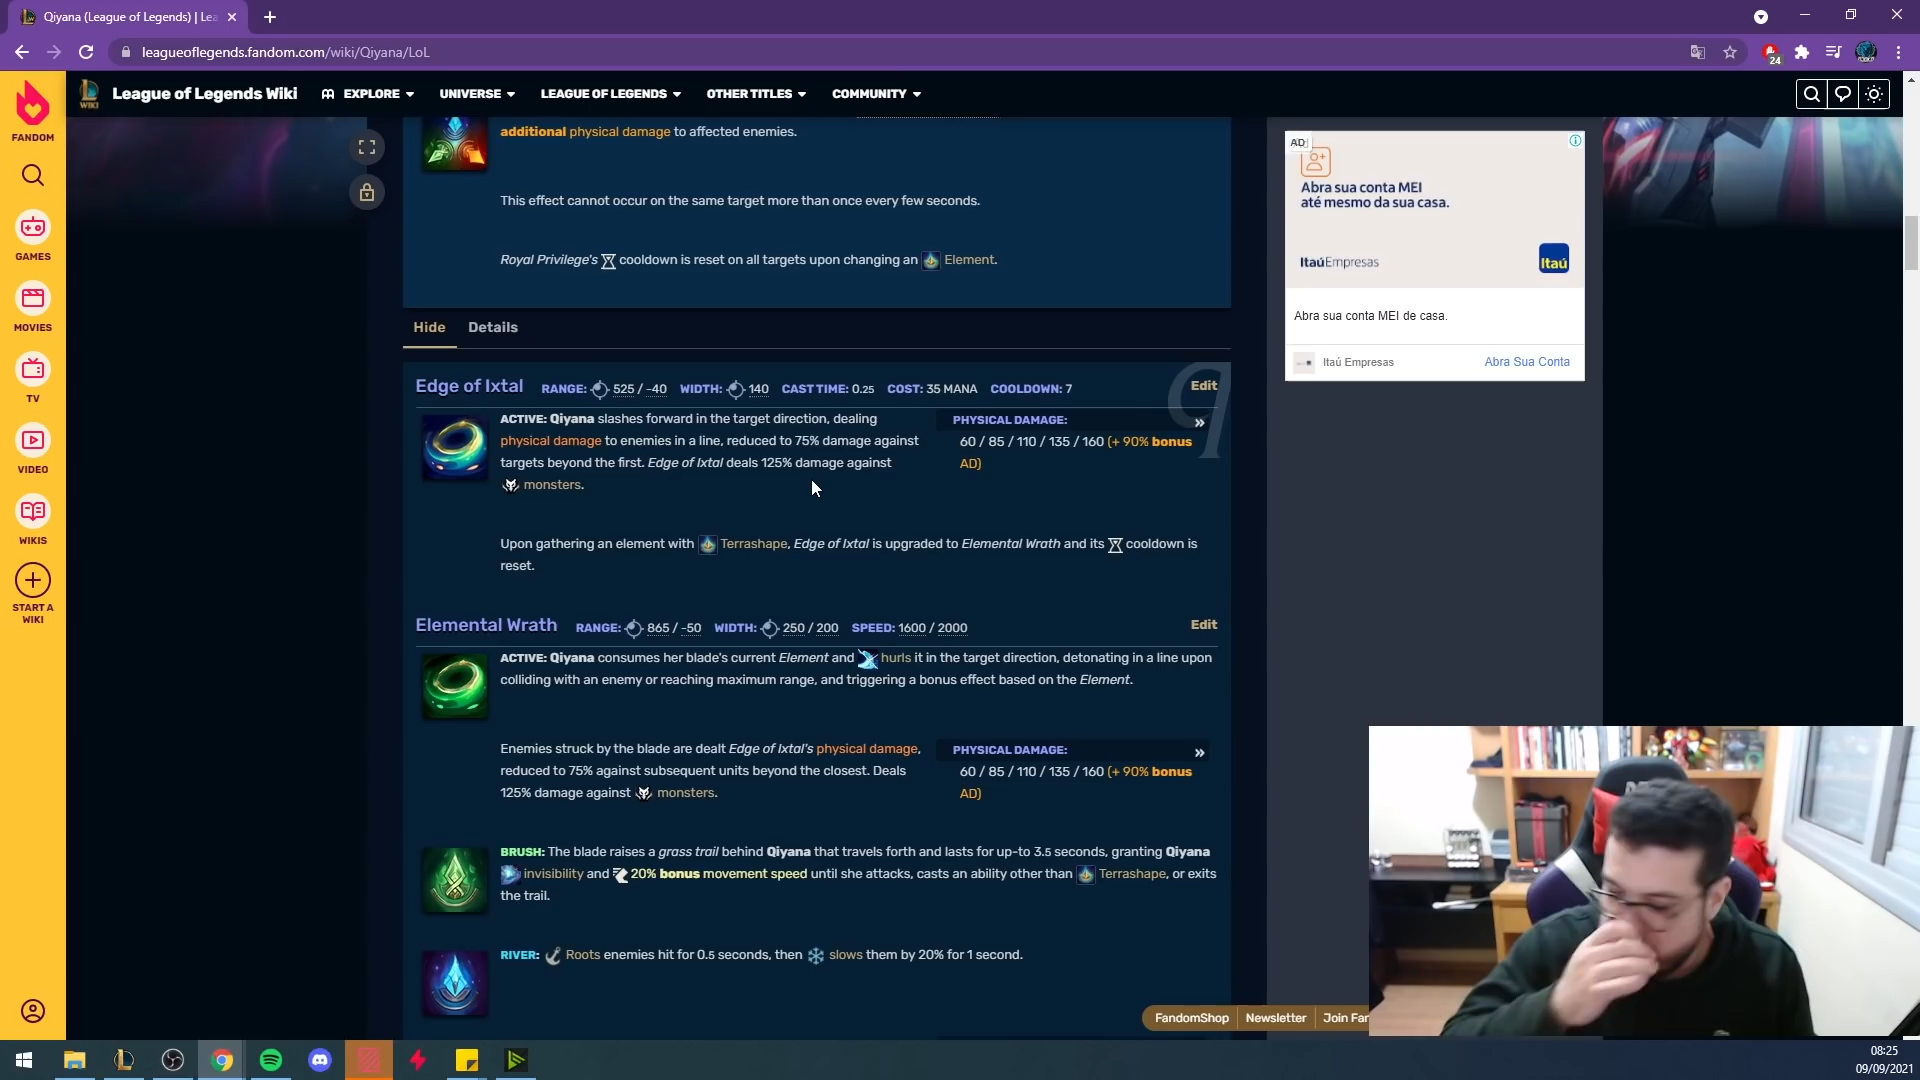 Qiyana (League of Legends) | Lea
leagueoflegends.fandom.com/wiki/Qiyana/LoL
24
FANDOM
GAMES
MOVIES
TV
VIDEO
WIKIS
START A
WIKI
WIKI
League of Legends Wiki
EXPLORE
UNIVERSE
LEAGUE OF LEGENDS
OTHER TITLES
COMMUNITY
additional physical damage to affected enemies.
This effect cannot occur on the same target more than once every few seconds.
Royal Privilege's cooldown is reset on all targets upon changing an Element.
Hide Details
Edge of Ixtal RANGE: 525 / -40 WIDTH: 140 CAST TIME: 0.25 COST: 35 MANA COOLDOWN: 7 Edit
q
ACTIVE: Qiyana slashes forward in the target direction, dealing
physical damage to enemies in a line, reduced to 75% damage against
targets beyond the first. Edge of Ixtal deals 125% damage against
monsters.
PHYSICAL DAMAGE: »
60 / 85 / 110 / 135 / 160 (+ 90% bonus
AD)
Upon gathering an element with Terrashape, Edge of Ixtal is upgraded to Elemental Wrath and its cooldown is
reset.
Elemental Wrath RANGE: 865 / -50 WIDTH: 250 / 200 SPEED: 1600 / 2000 Edit
ACTIVE: Qiyana consumes her blade's current Element and hurls it in the target direction, detonating in a line upon
colliding with an enemy or reaching maximum range, and triggering a bonus effect based on the Element.
Enemies struck by the blade are dealt Edge of Ixtal's physical damage,
reduced to 75% against subsequent units beyond the closest. Deals
125% damage against monsters.
PHYSICAL DAMAGE: »
60 / 85 / 110 / 135 / 160 (+ 90% bonus
AD)
BRUSH: The blade raises a grass trail behind Qiyana that travels forth and lasts for up-to 3.5 seconds, granting Qiyana
invisibility and 20% bonus movement speed until she attacks, casts an ability other than Terrashape, or exits
the trail.
RIVER: Roots enemies hit for 0.5 seconds, then slows them by 20% for 1 second.
AD
Abra sua conta MEI
até mesmo da sua casa.
Itaú Empresas
Itaú
Abra sua conta MEI de casa.
Itaú Empresas
Abra Sua Conta
FandomShop Newsletter Join Fan
08:25
09/09/2021